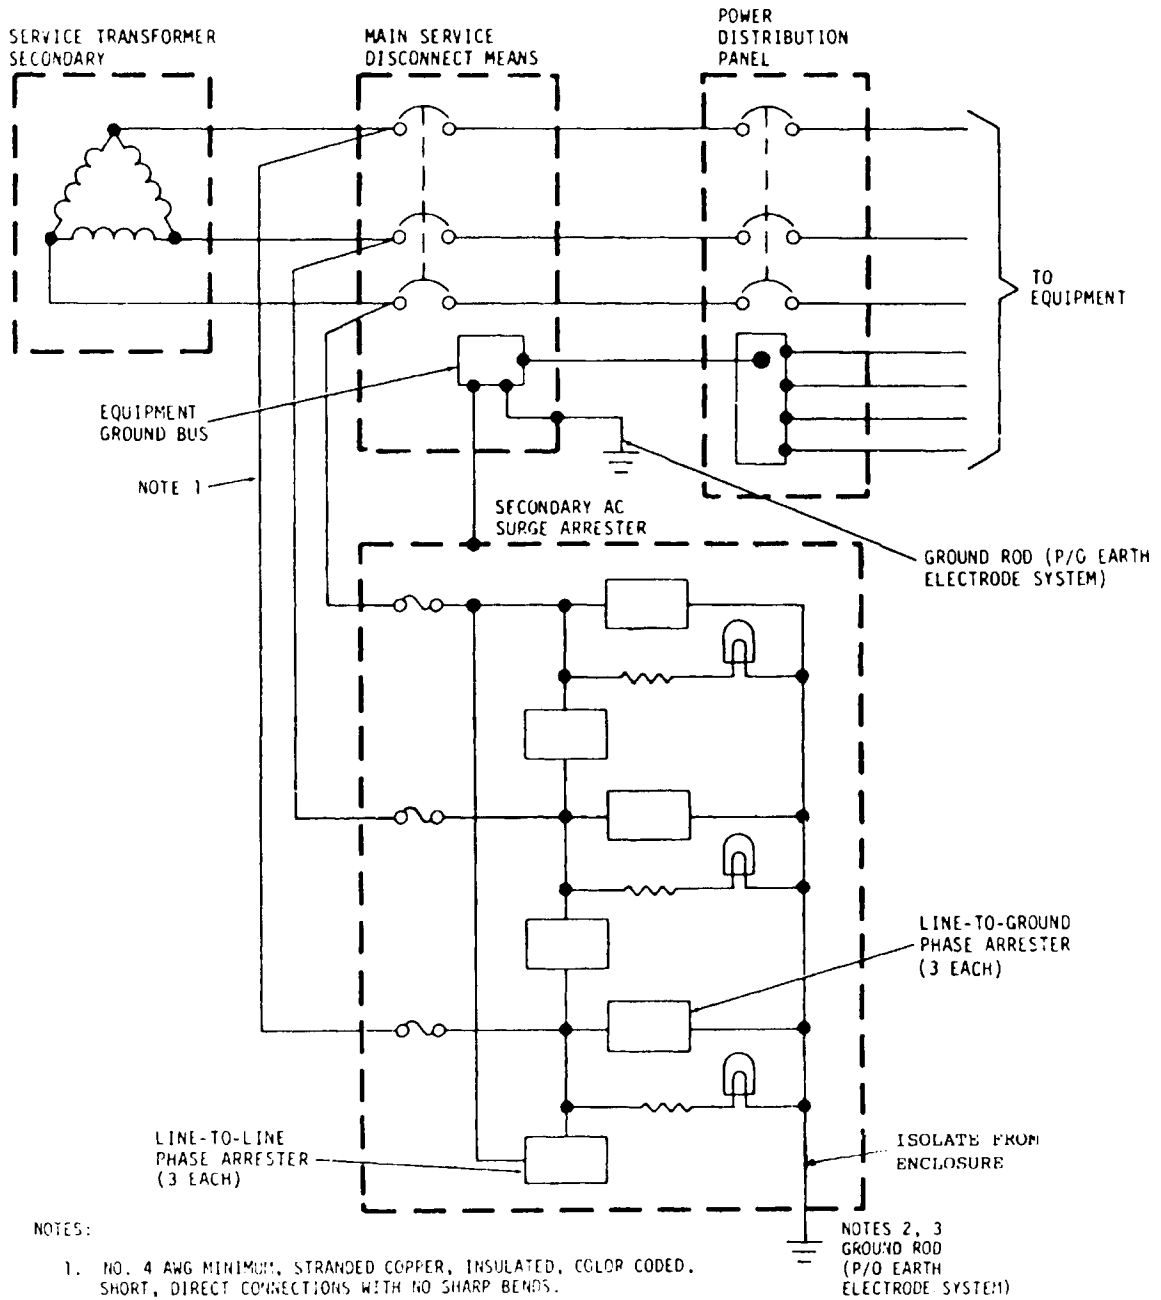 SERVICE TRANSFORMER
SECONDARY
MAIN SERVICE
DISCONNECT MEANS
POWER
DISTRIBUTION
PANEL
TO
EQUIPMENT
EQUIPMENT
GROUND BUS
NOTE 1
SECONDARY AC
SURGE ARRESTER
GROUND ROD (P/O EARTH
ELECTRODE SYSTEM)
LINE-TO-GROUND
PHASE ARRESTER
(3 EACH)
LINE-TO-LINE
PHASE ARRESTER
(3 EACH)
ISOLATE FROM
ENCLOSURE
NOTES:
1. NO. 4 AWG MINIMUM, STRANDED COPPER, INSULATED, COLOR CODED.
SHORT, DIRECT CONNECTIONS WITH NO SHARP BENDS.
NOTES 2, 3
GROUND ROD
(P/O EARTH
ELECTRODE SYSTEM)